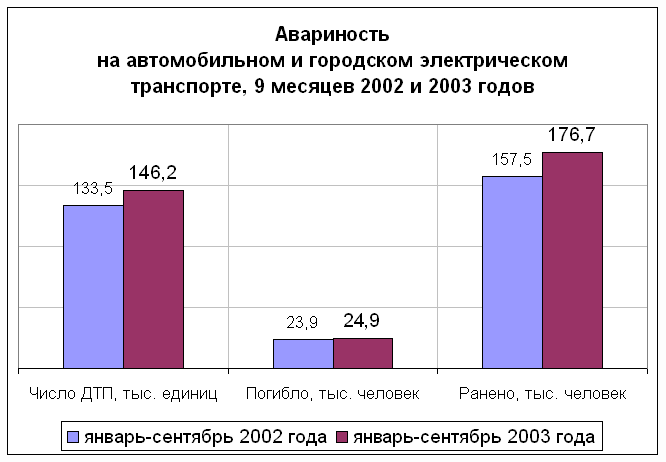 Авариность
на автомобильном и городском электрическом
транспорте, 9 месяцев 2002 и 2003 годов
133,5
146,2
23,9
24,9
157,5
176,7
Число ДТП, тыс. единиц
Погибло, тыс. человек
Ранено, тыс. человек
январь-сентябрь 2002 года
январь-сентябрь 2003 года